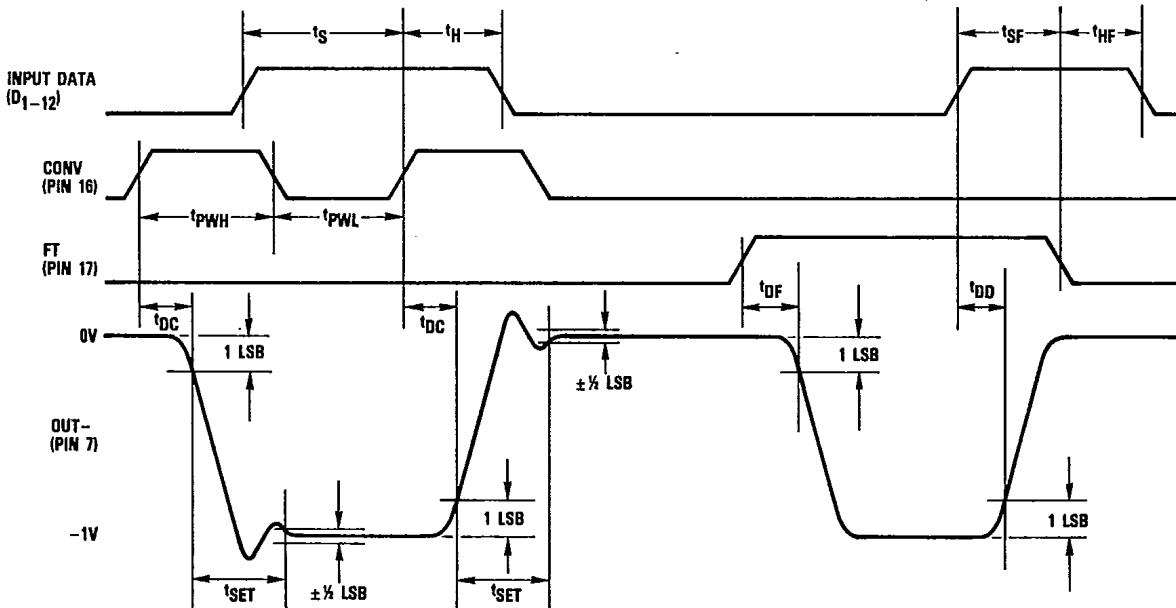 tS
tH
tSF
tHF
INPUT DATA
(D1–12)
CONV
(PIN 16)
tPWH
tPWL
FT
(PIN 17)
tDC
tDC
tDF
tDD
0V
1 LSB
± ½ LSB
1 LSB
OUT–
(PIN 7)
1 LSB
1 LSB
–1V
tSET
± ½ LSB
tSET